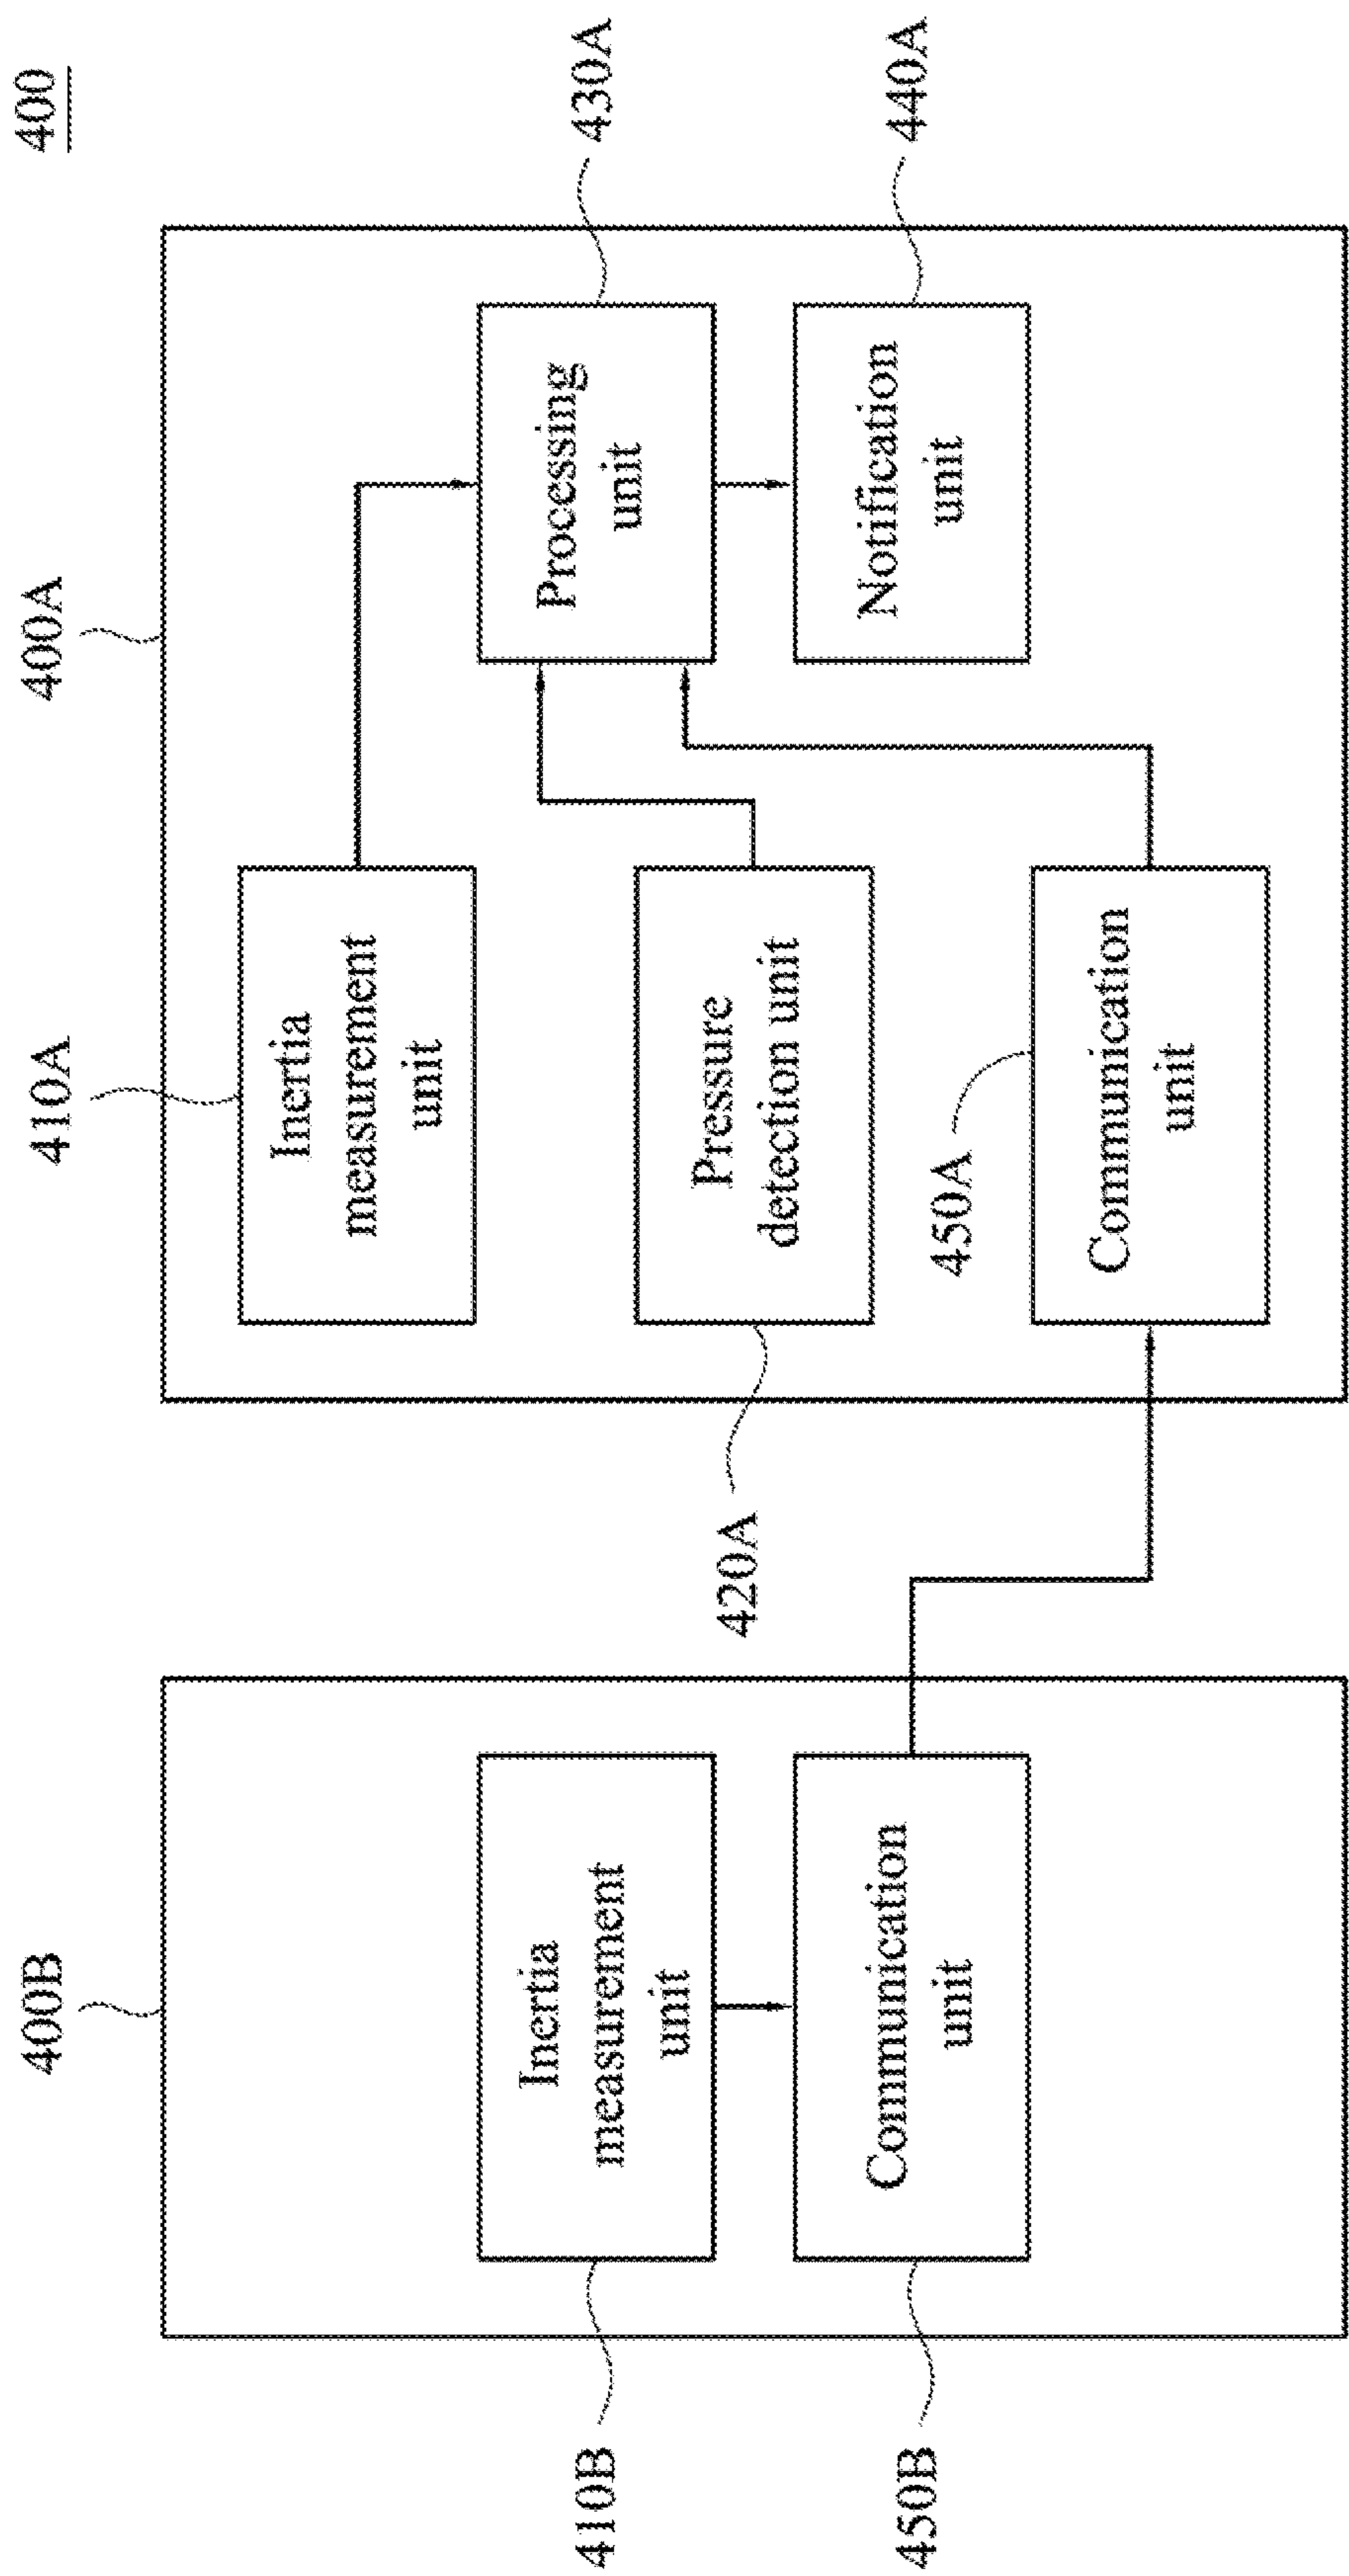 400
400B
400A
410A
Inertia
measurement
unit
Inertia
measurement
unit
410B
Processing
unit
430A
Pressure
detection unit
420A
Communication
unit
450B
Notification
unit
440A
450A
Communication
unit